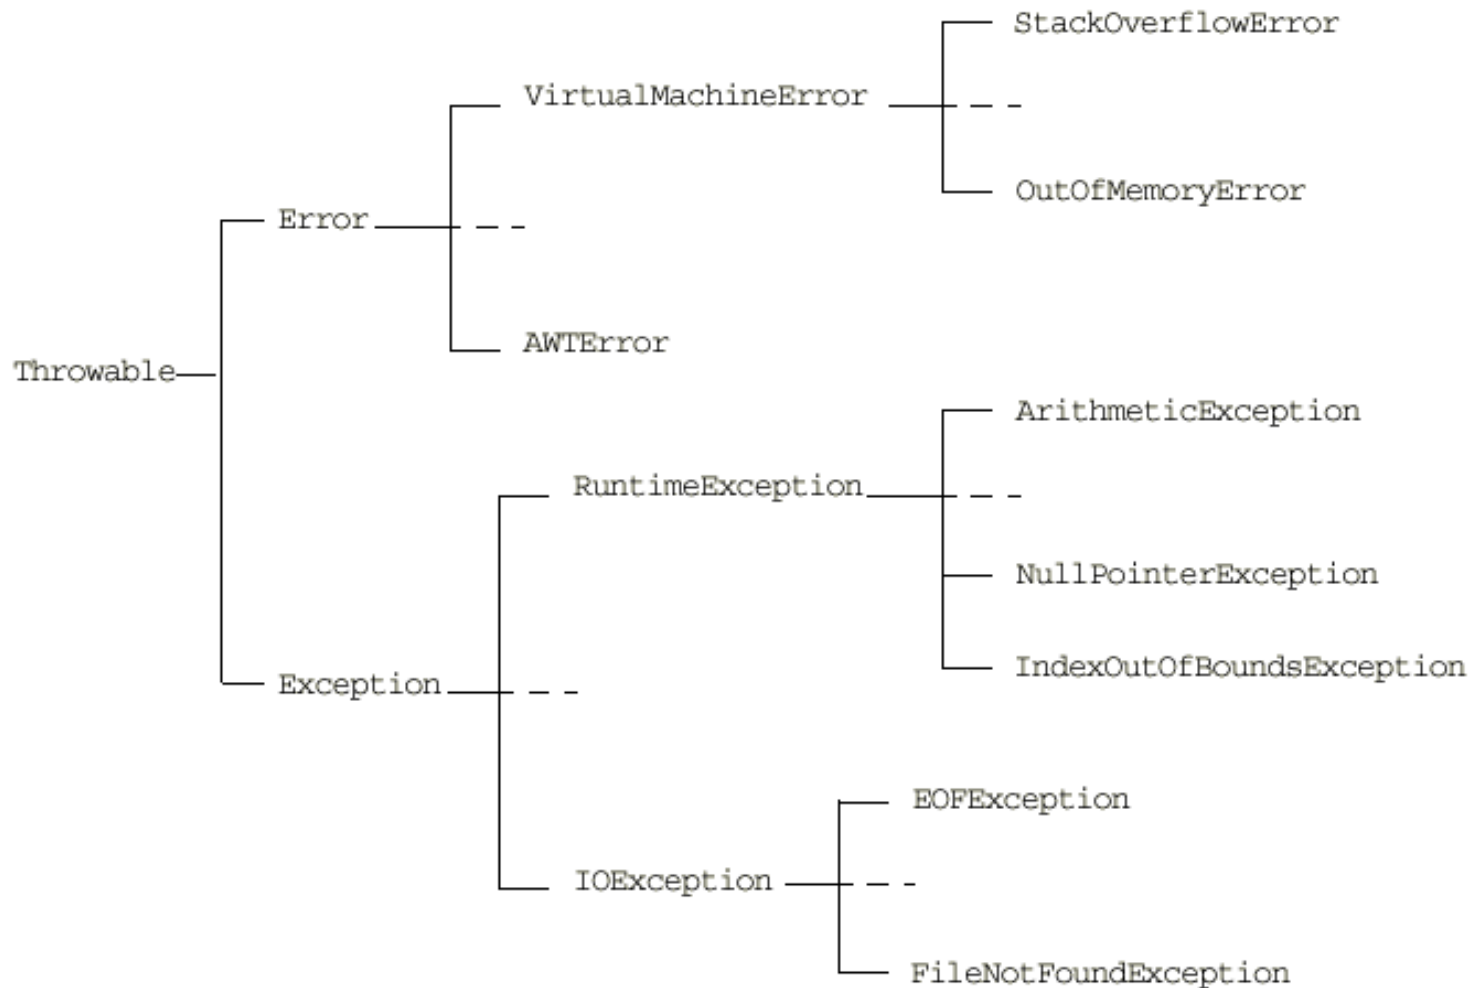 StackOverflowError
VirtualMachineError
OutOfMemoryError
Error
AWTError
Throwable
ArithmeticException
RuntimeException
NullPointerException
IndexOutOfBoundsException
Exception
EOFException
IOException
FileNotFoundException